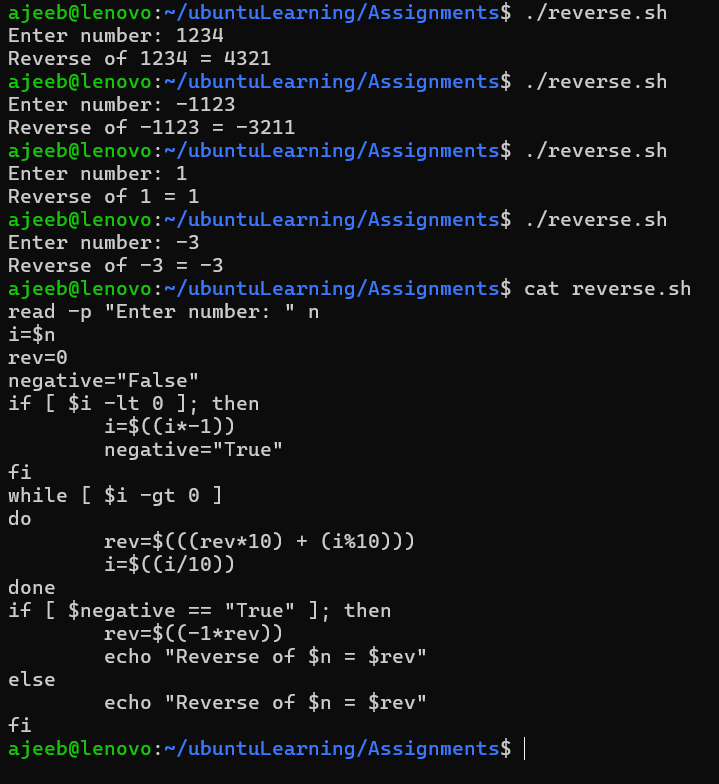 ajeeb@lenovo:~/ubuntuLearning/Assignments$ ./reverse.sh
Enter number: 1234
Reverse of 1234 = 4321
ajeeb@lenovo:~/ubuntuLearning/Assignments$ ./reverse.sh
Enter number: -1123
Reverse of -1123 = -3211
ajeeb@lenovo:~/ubuntuLearning/Assignments$ ./reverse.sh
Enter number: 1
Reverse of 1 = 1
ajeeb@lenovo:~/ubuntuLearning/Assignments$ ./reverse.sh
Enter number: -3
Reverse of -3 = -3
ajeeb@lenovo:~/ubuntuLearning/Assignments$ cat reverse.sh
read -p "Enter number: " n
i=$n
rev=0
negative="False"
if [ $i -lt 0 ]; then
        i=$((i*-1))
        negative="True"
fi
while [ $i -gt 0 ]
do
        rev=$(((rev*10) + (i%10)))
        i=$((i/10))
done
if [ $negative == "True" ]; then
        rev=$((-1*rev))
        echo "Reverse of $n = $rev"
else
        echo "Reverse of $n = $rev"
fi
ajeeb@lenovo:~/ubuntuLearning/Assignments$